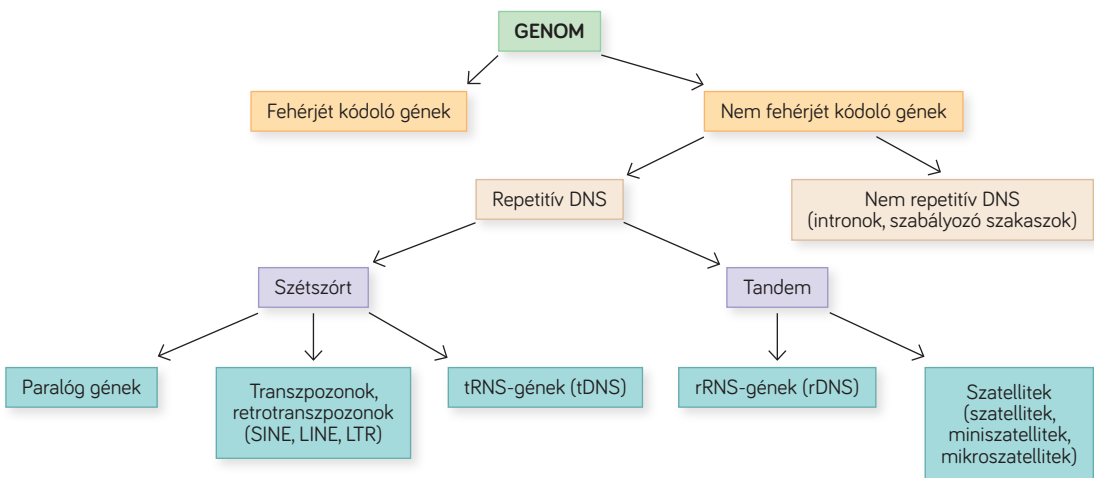 GENOM
Fehérjét kódoló gének
Nem fehérjét kódoló gének
Repetitív DNS
Nem repetitív DNS
(intronok, szabályozó szakaszok)
Szétszórt
Tandem
Paralóg gének
Transzpozonok,
retrotranszpozonok
(SINE, LINE, LTR)
tRNS-gének (tDNS)
rRNS-gének (rDNS)
Szatellitek
(szatellitek,
miniszatellitek,
mikroszatellitek)